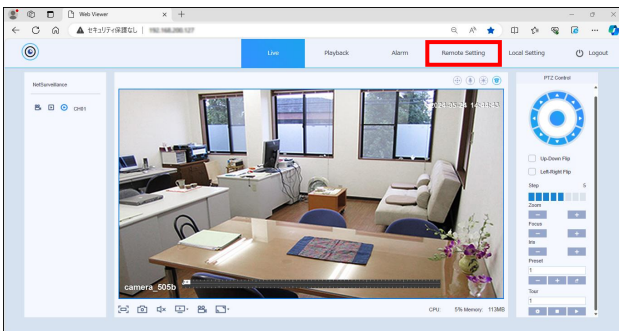 Web Viewer
セキュリティ保護なし
Live
Playback
Alarm
Remote Setting
Local Setting
Logout
NetSurveillance
CH01
PTZ Control
camera_505b
Up-Down Flip
Left-Right Flip
Step 5
Zoom
Focus
Iris
Preset
1
Tour
1
CPU: 5% Memory: 113MB